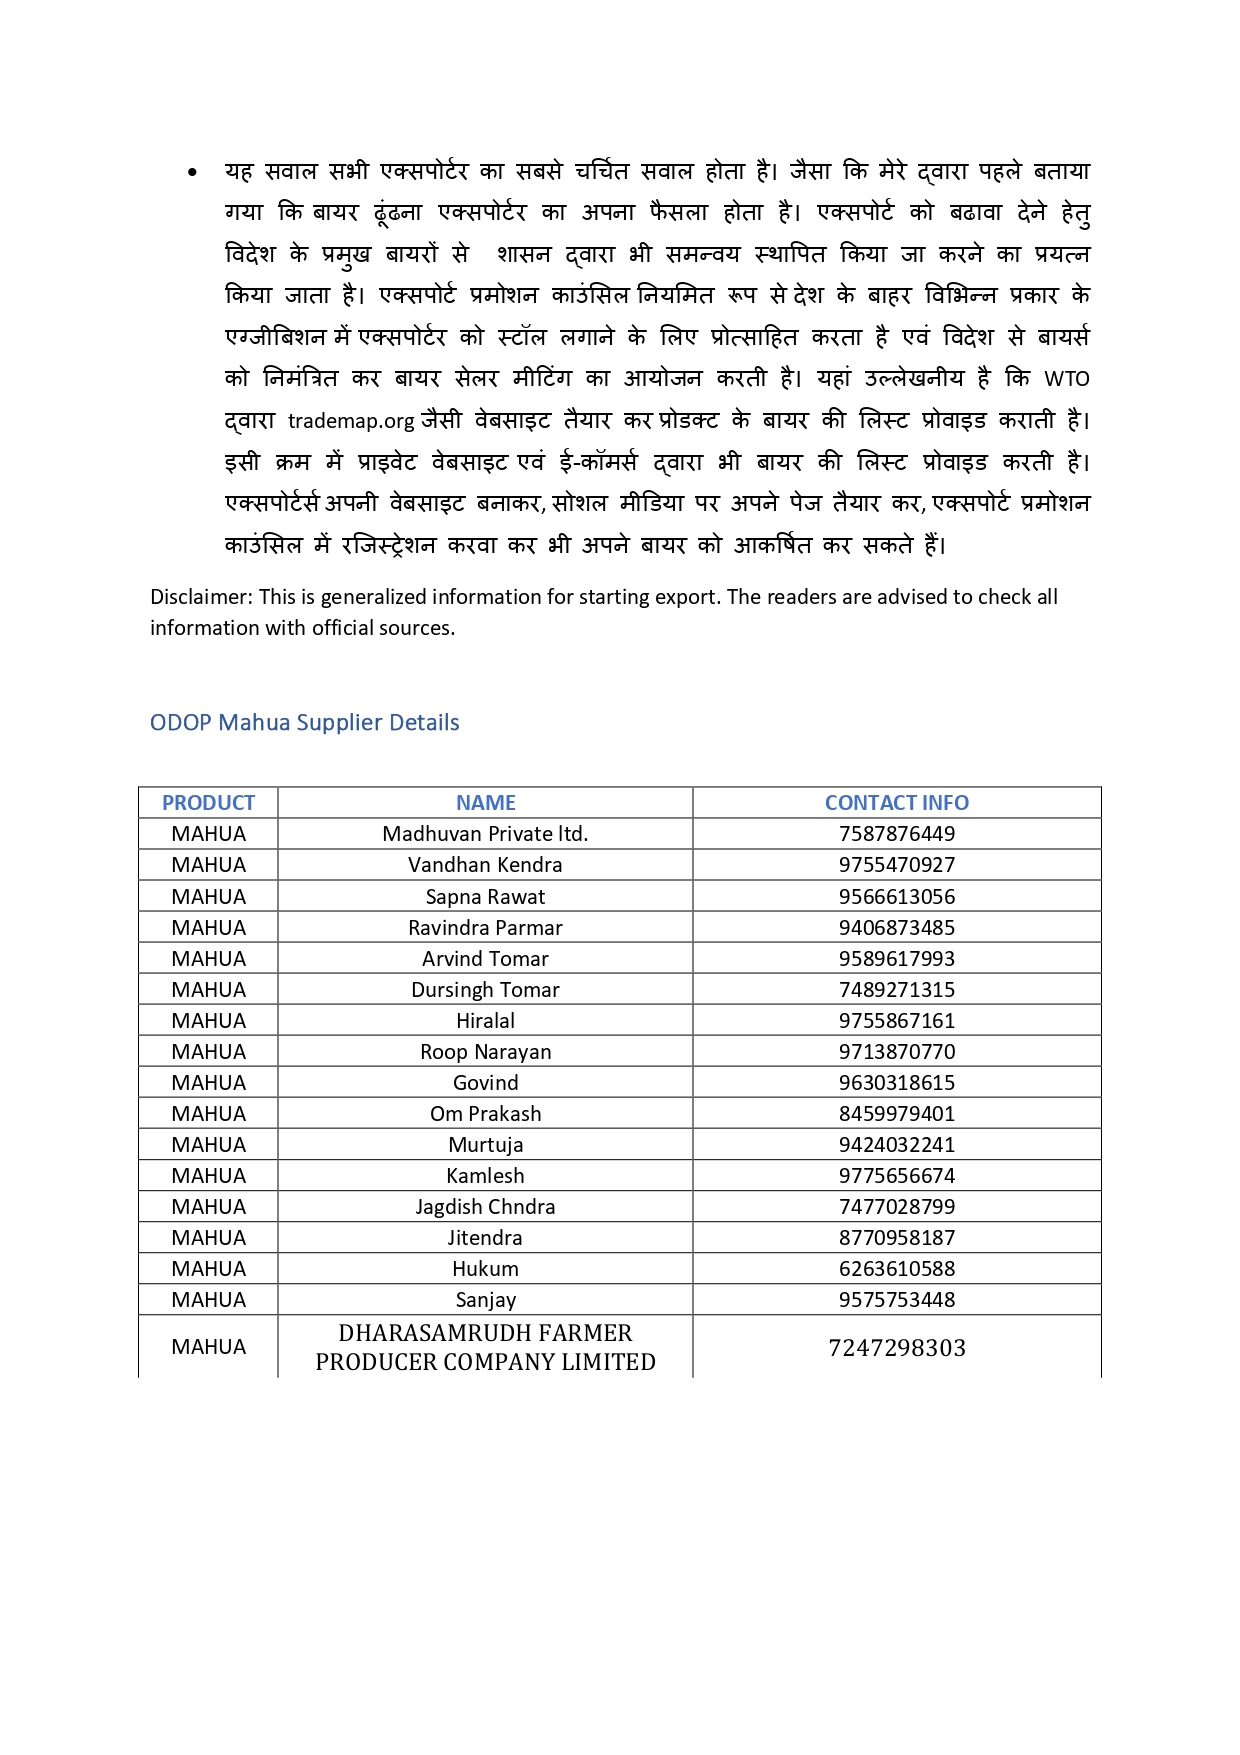 • यह सवाल सभी एक्सपोर्टर का सबसे चर्चित सवाल होता है। जैसा कि मेरे द्वारा पहले बताया
गया कि बायर ढूंढना एक्सपोर्टर का अपना फैसला होता है। एक्सपोर्ट को बढावा देने हेतु
विदेश के प्रमुख बायरों से शासन द्वारा भी समन्वय स्थापित किया जा करने का प्रयत्न
किया जाता है। एक्सपोर्ट प्रमोशन काउंसिल नियमित रूप से देश के बाहर विभिन्न प्रकार के
एग्जीबिशन में एक्सपोर्टर को स्टॉल लगाने के लिए प्रोत्साहित करता है एवं विदेश से बायर्स
को निमंत्रित कर बायर सेलर मीटिंग का आयोजन करती है। यहां उल्लेखनीय है कि WTO
द्वारा trademap.org जैसी वेबसाइट तैयार कर प्रोडक्ट के बायर की लिस्ट प्रोवाइड कराती है।
इसी क्रम में प्राइवेट वेबसाइट एवं ई-कॉमर्स द्वारा भी बायर की लिस्ट प्रोवाइड करती है।
एक्सपोर्टर्स अपनी वेबसाइट बनाकर, सोशल मीडिया पर अपने पेज तैयार कर, एक्सपोर्ट प्रमोशन
काउंसिल में रजिस्ट्रेशन करवा कर भी अपने बायर को आकर्षित कर सकते हैं।
Disclaimer: This is generalized information for starting export. The readers are advised to check all
information with official sources.
ODOP Mahua Supplier Details
PRODUCT NAME CONTACT INFO
MAHUA Madhuvan Private ltd. 7587876449
MAHUA Vandhan Kendra 9755470927
MAHUA Sapna Rawat 9566613056
MAHUA Ravindra Parmar 9406873485
MAHUA Arvind Tomar 9589617993
MAHUA Dursingh Tomar 7489271315
MAHUA Hiralal 9755867161
MAHUA Roop Narayan 9713870770
MAHUA Govind 9630318615
MAHUA Om Prakash 8459979401
MAHUA Murtuja 9424032241
MAHUA Kamlesh 9775656674
MAHUA Jagdish Chndra 7477028799
MAHUA Jitendra 8770958187
MAHUA Hukum 6263610588
MAHUA Sanjay 9575753448
MAHUA DHARASAMRUDH FARMER
PRODUCER COMPANY LIMITED 7247298303